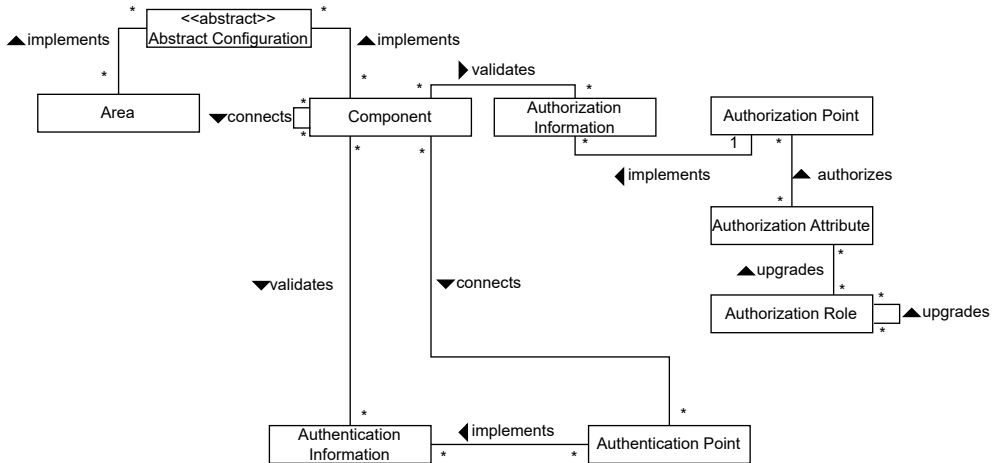 * <<abstract>> *
Abstract Configuration
implements
implements
*
*
Area
* validates *
* connects
*
Component
Authorization
Information
Authorization Point
* *
* 1 *
implements
authorizes
*
Authorization Attribute
*
upgrades
*
Authorization Role
*
upgrades
*
validates
connects
* *
Authentication
Information
implements
* *
Authentication Point